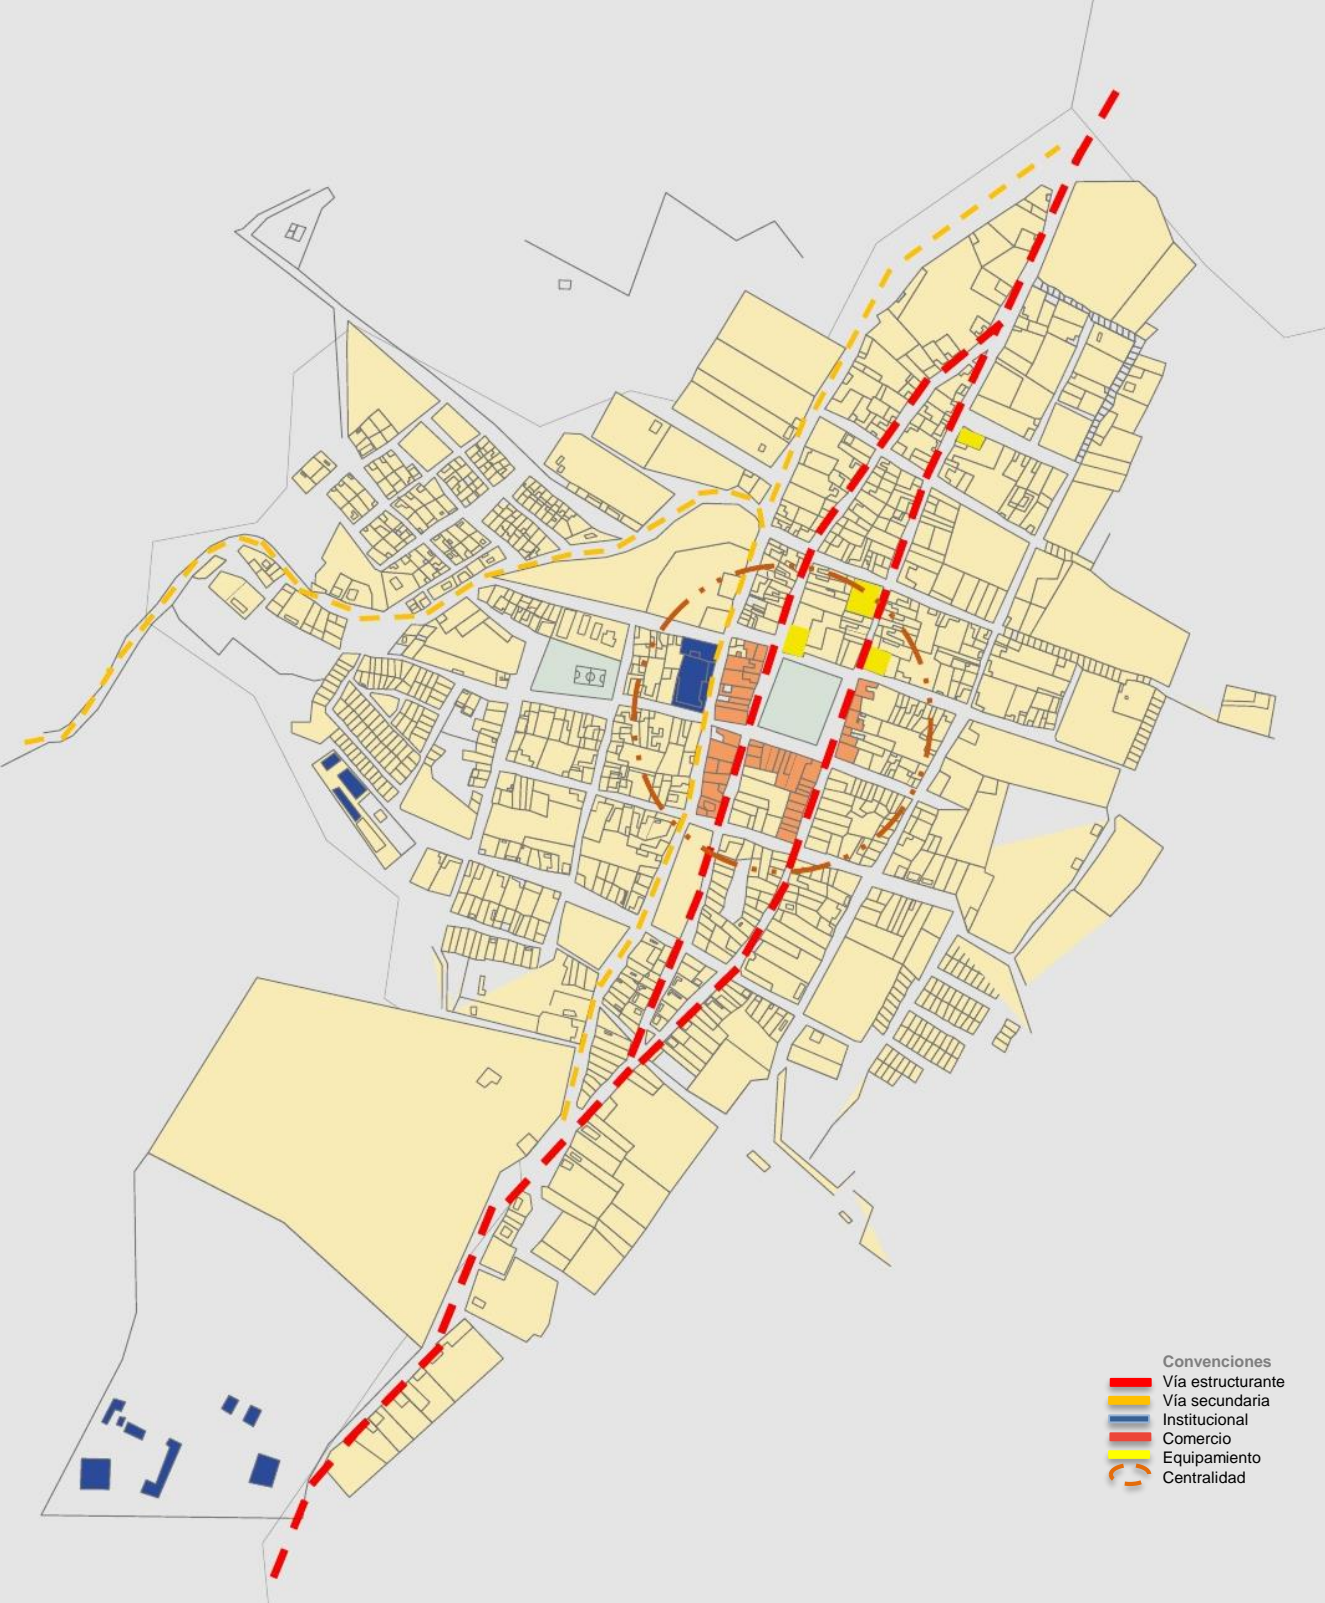 Convenciones
Vía estructurante
Vía secundaria
Institucional
Comercio
Equipamiento
Centralidad